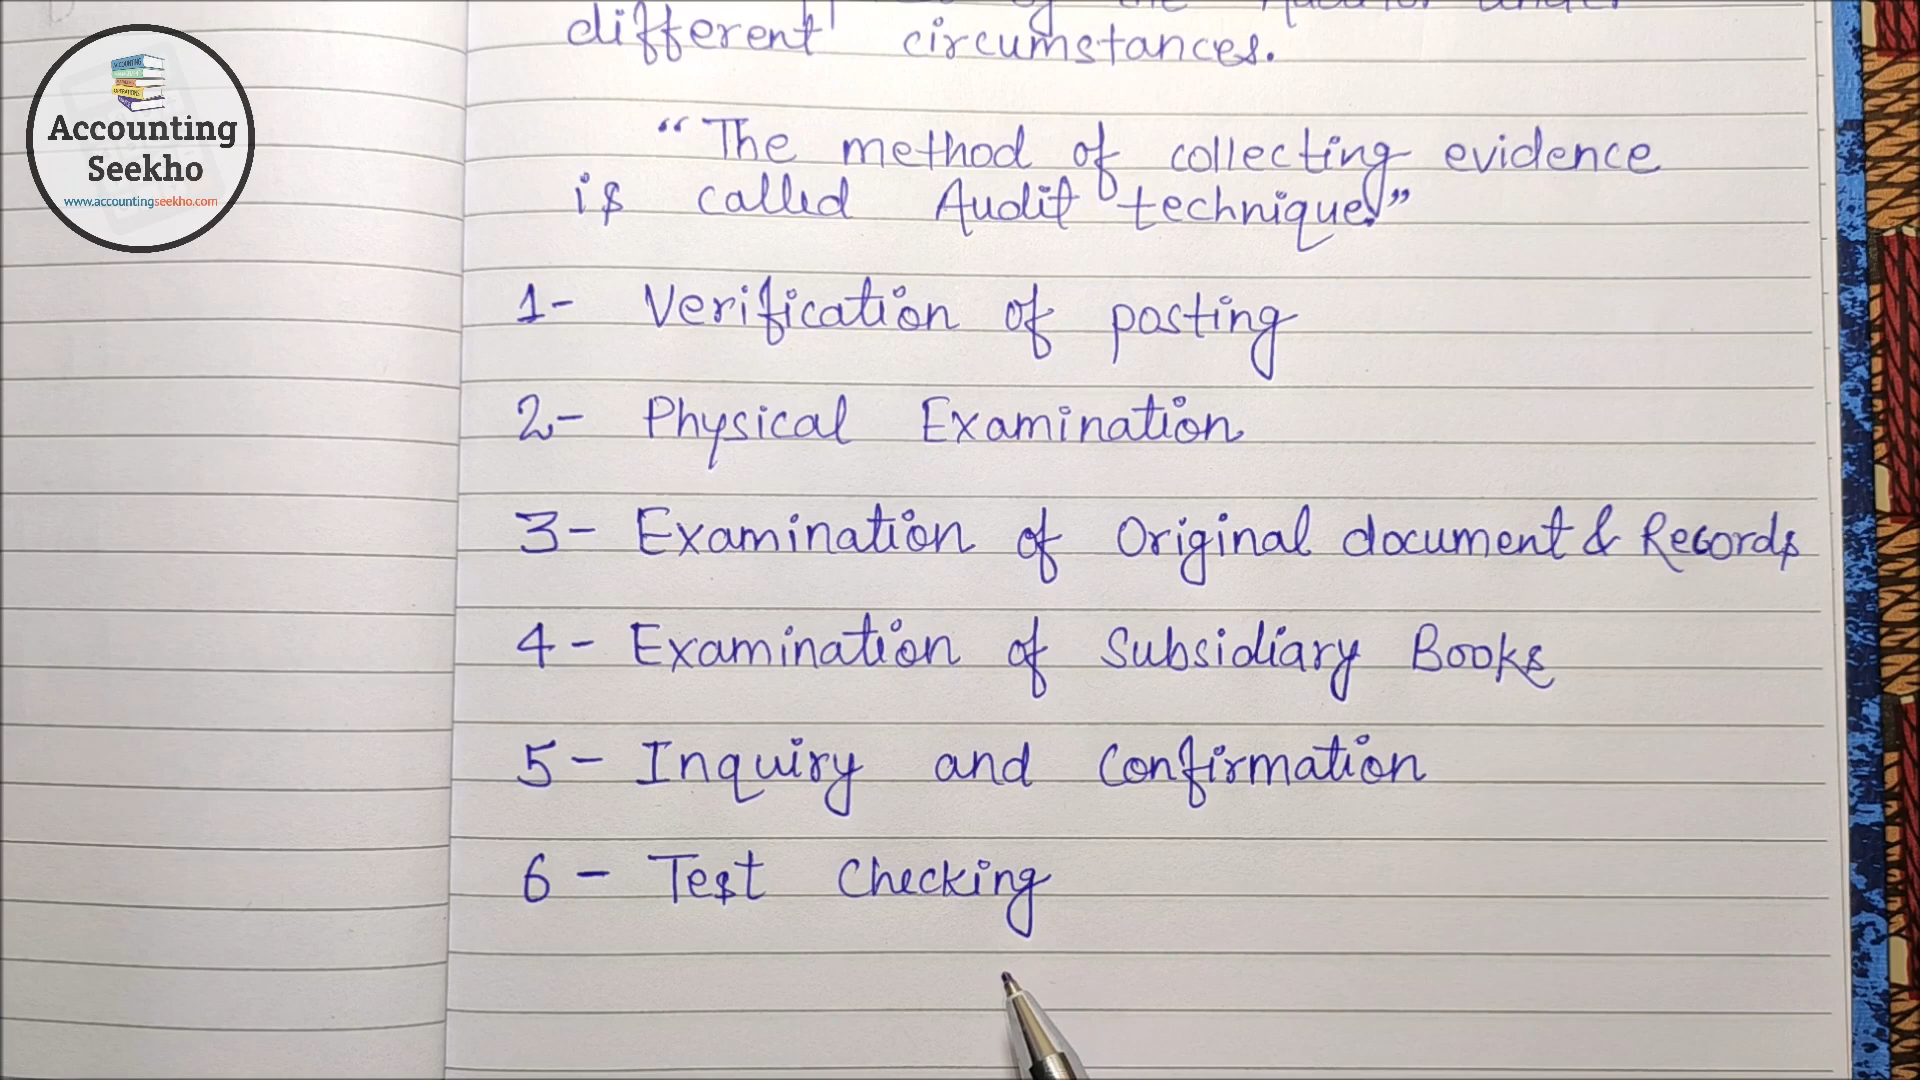 different circumstances.
"The method of collecting evidence
is called Audit technique."
1- Verification of posting
2- Physical Examination
3- Examination of Original document & Records
4- Examination of Subsidiary Books
5- Inquiry and Confirmation
6- Test Checking
ACCOUNTING
OPERATIONS
Accounting
Seekho
www.accountingseekho.com